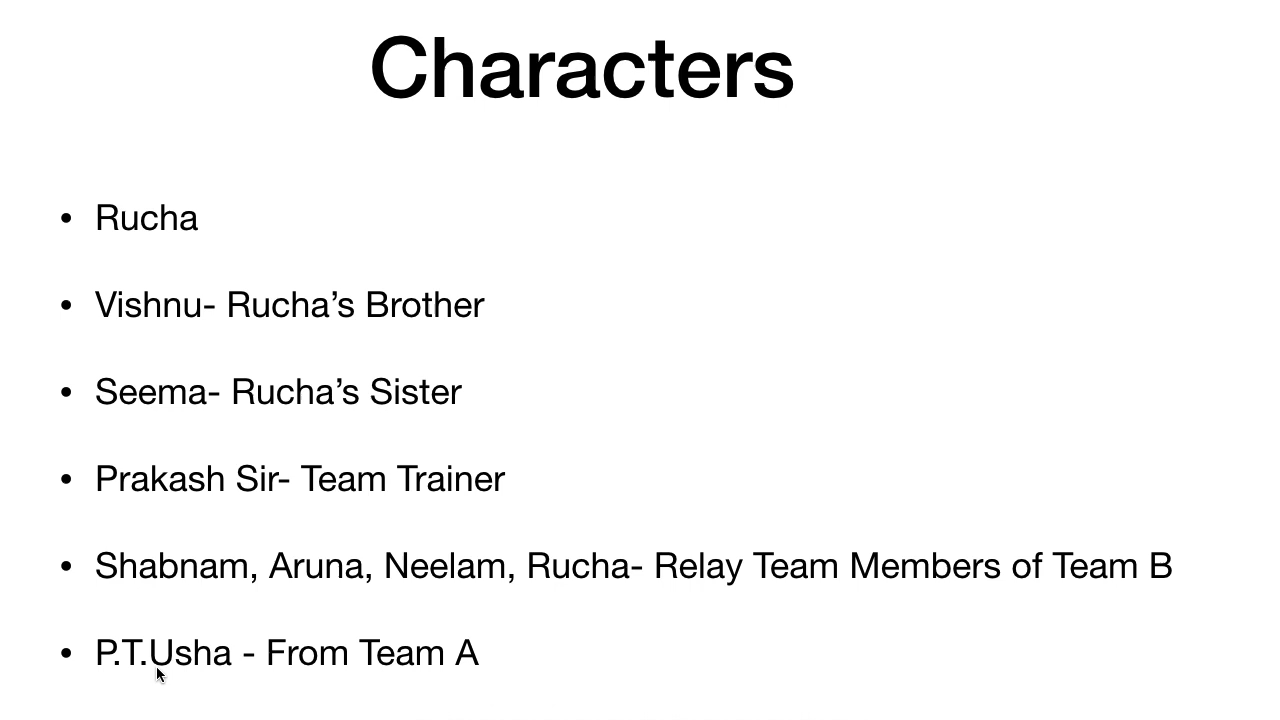 Characters
• Rucha
• Vishnu- Rucha’s Brother
• Seema- Rucha’s Sister
• Prakash Sir- Team Trainer
• Shabnam, Aruna, Neelam, Rucha- Relay Team Members of Team B
• P.T.Usha - From Team A